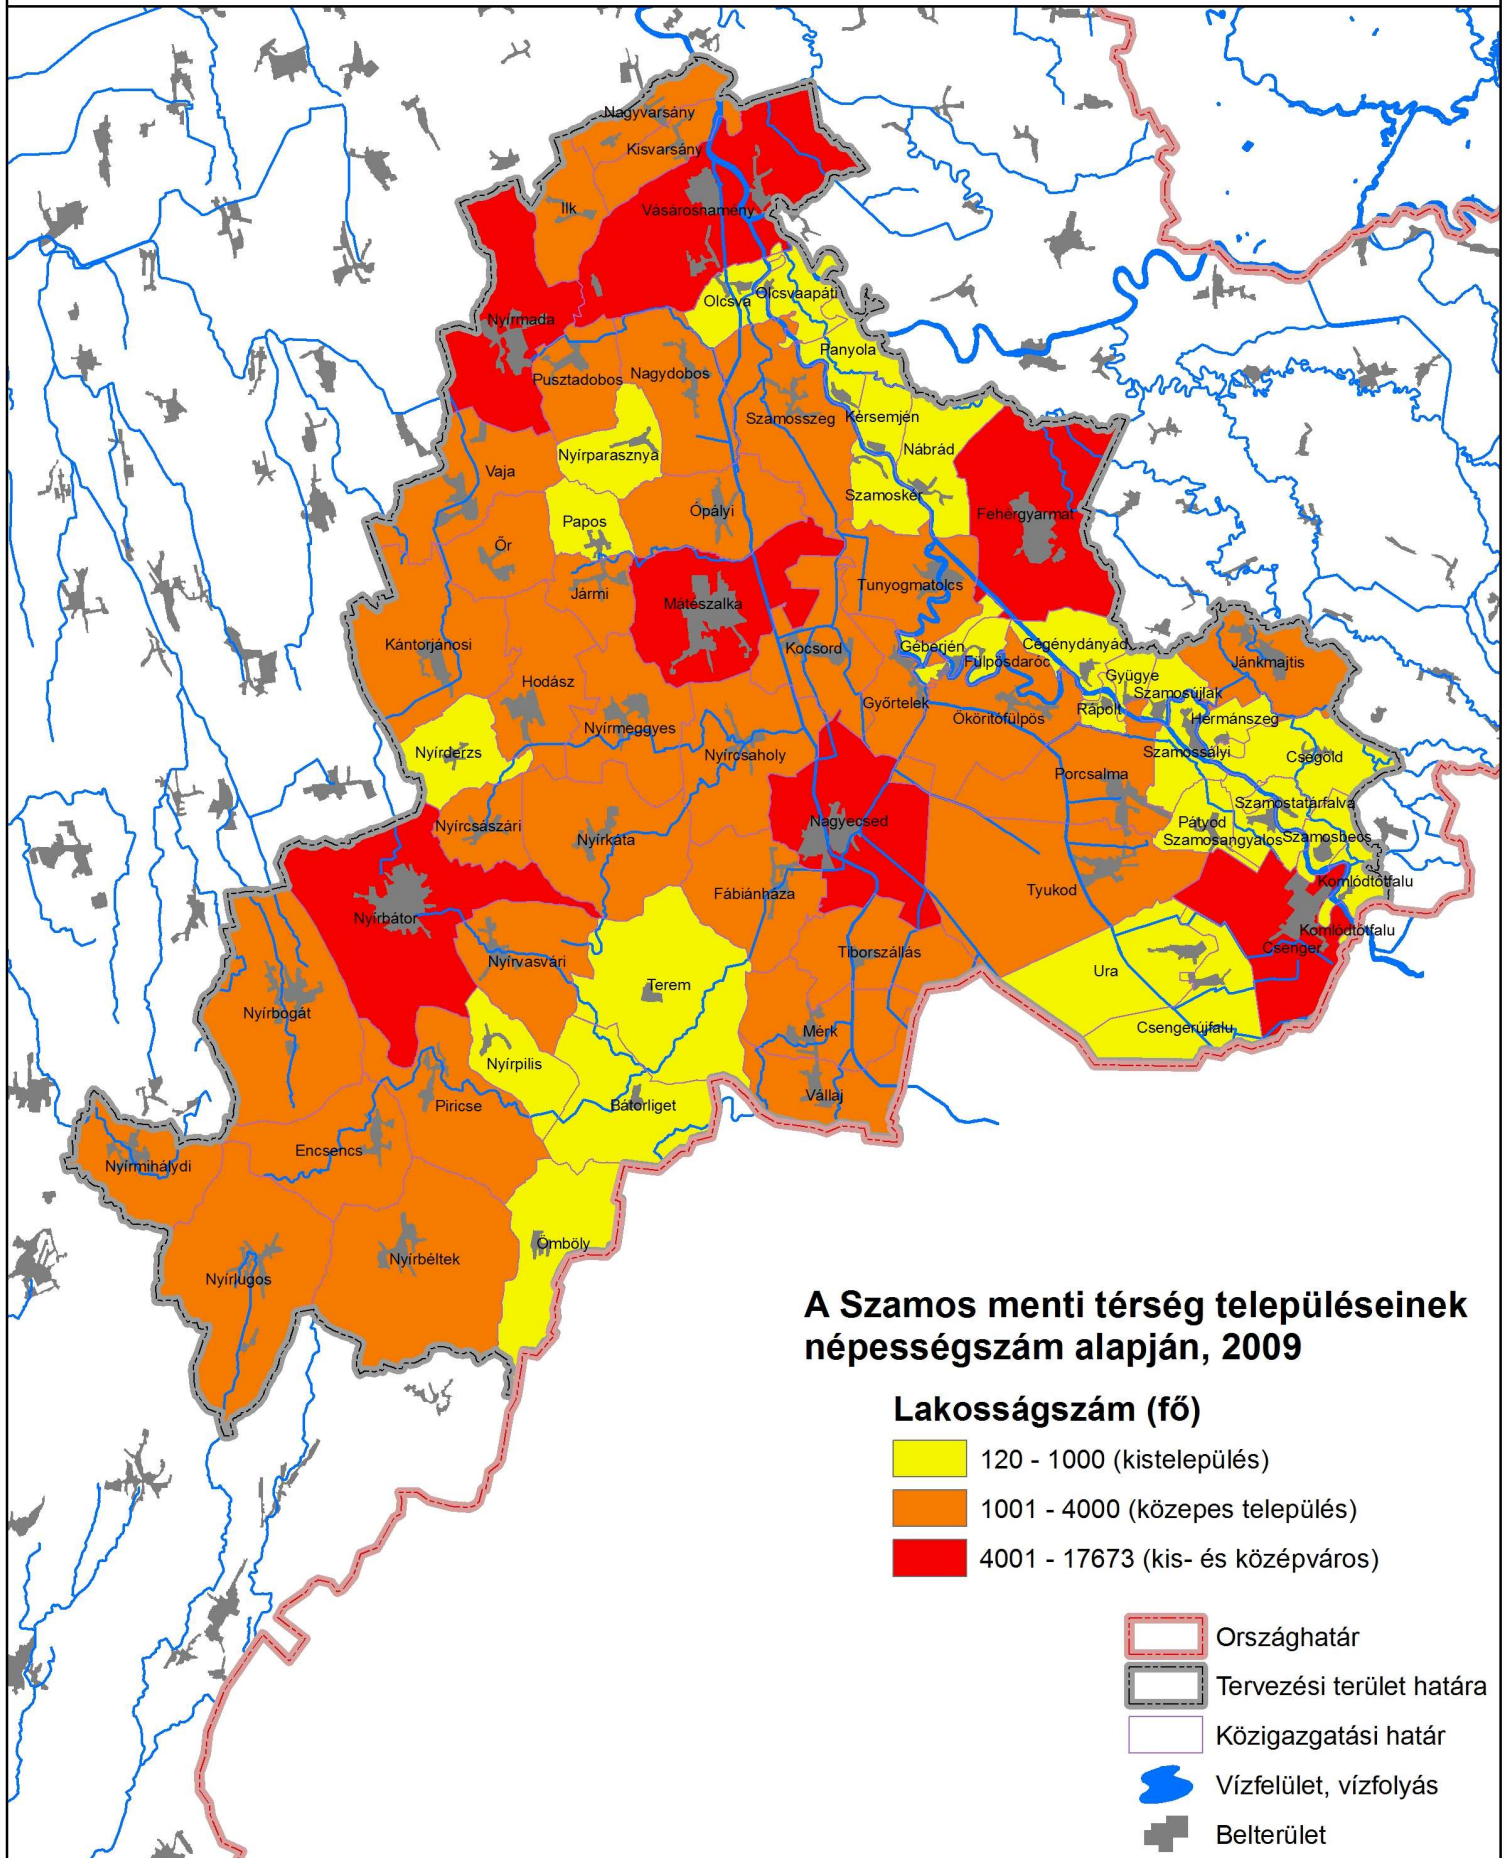 Nagyvarsány
Kisvarsány
Ilk
Vásárosnamény
Olcsvaapáti
Olcsva
Nyírmada
Panyola
Pusztadobos
Nagydobos
Szamosszeg
Kérsemjén
Nábrád
Nyírparasznya
Vaja
Szamoskér
Ópályi
Fehérgyarmat
Papos
Őr
Jármi
Tunyogmatolcs
Mátészalka
Kántorjánosi
Kocsord
Géberjén
Cégénydányád
Fülpösdaróc
Jánkmajtis
Gyügye
Hodász
Szamosújlak
Győrtelek
Rápolt
Ököritófülpös
Hermánszeg
Nyírmeggyes
Nyírderzs
Nyírcsaholy
Szamossályi
Csegöld
Porcsalma
Szamostatárfalva
Nyírcsászári
Nagyecsed
Pátyod
Nyírkáta
Szamosangyalos
Szamosbecs
Komlódtótfalu
Tyukod
Fábiánháza
Nyírbátor
Komlódtótfalu
Csenger
Tiborszállás
Nyírvasvári
Ura
Terem
Nyírbogát
Csengerújfalu
Mérk
Nyírpilis
Vállaj
Piricse
Bátorliget
Encsencs
Nyírmihálydi
Ömböly
Nyírbéltek
Nyírlugos
A Szamos menti térség településeinek
népességszám alapján, 2009
Lakosságszám (fő)
120 - 1000 (kistelepülés)
1001 - 4000 (közepes település)
4001 - 17673 (kis- és középváros)
Országhatár
Tervezési terület határa
Közigazgatási határ
Vízfelület, vízfolyás
Belterület